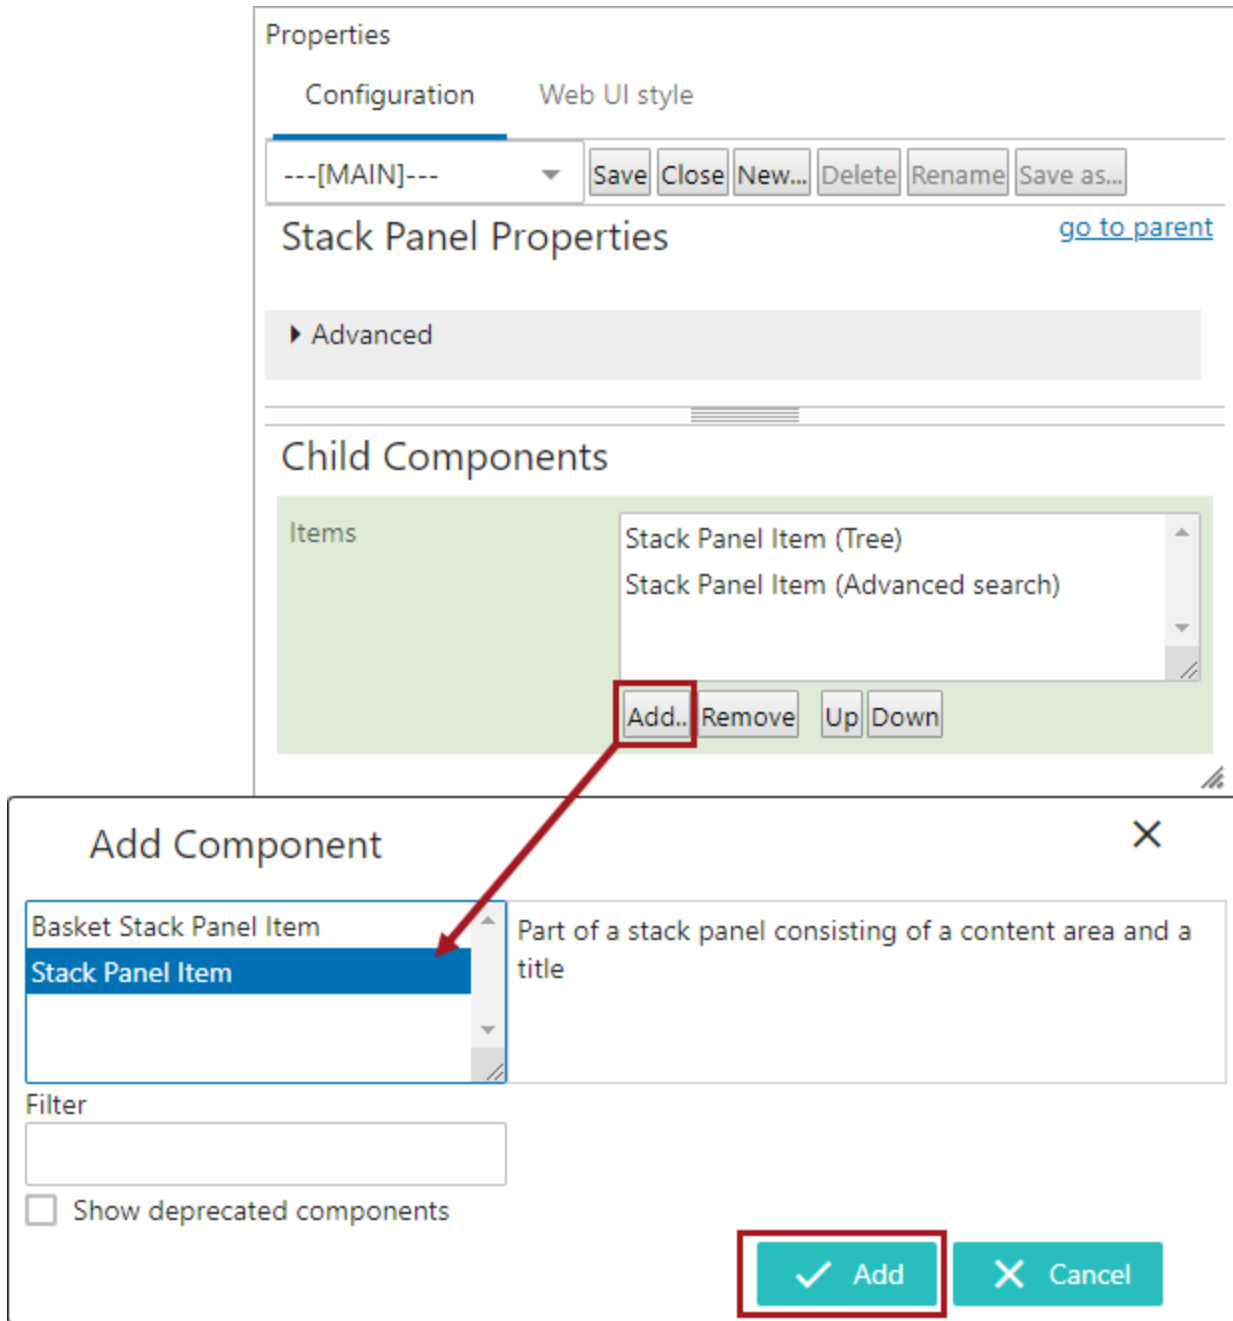 Properties
Configuration Web UI style
---[MAIN]--- Save Close New... Delete Rename Save as...
Stack Panel Properties go to parent
Advanced
Child Components
Items
Stack Panel Item (Tree)
Stack Panel Item (Advanced search)
Add.. Remove Up Down
Add Component
Basket Stack Panel Item
Stack Panel Item
Part of a stack panel consisting of a content area and a
title
Filter
Show deprecated components
Add Cancel